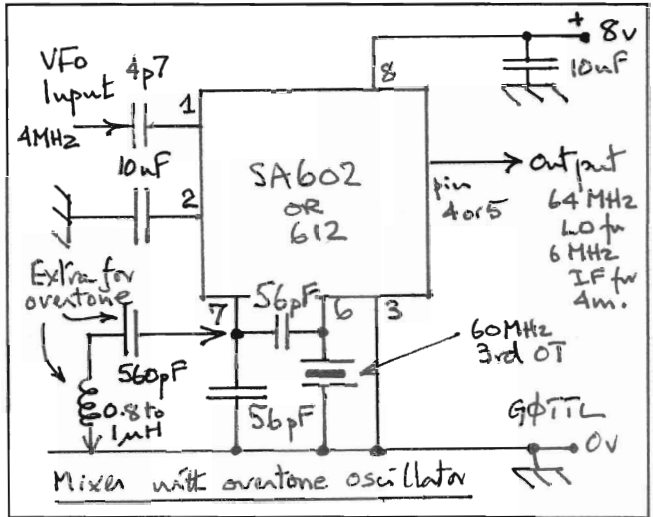 VFO
Input
4p7
4MHz
1
8
+
8v
10uF
10nF
2
SA602
OR
612
pin
4 or 5
Output
64 MHz
LO for
6 MHz
IF for
4m.
Extra for
overtone
560pF
0.8 to
1μH
7
56pF
6
3
56pF
60MHz
3rd OT
GØTTL
0v
Mixer with overtone oscillator